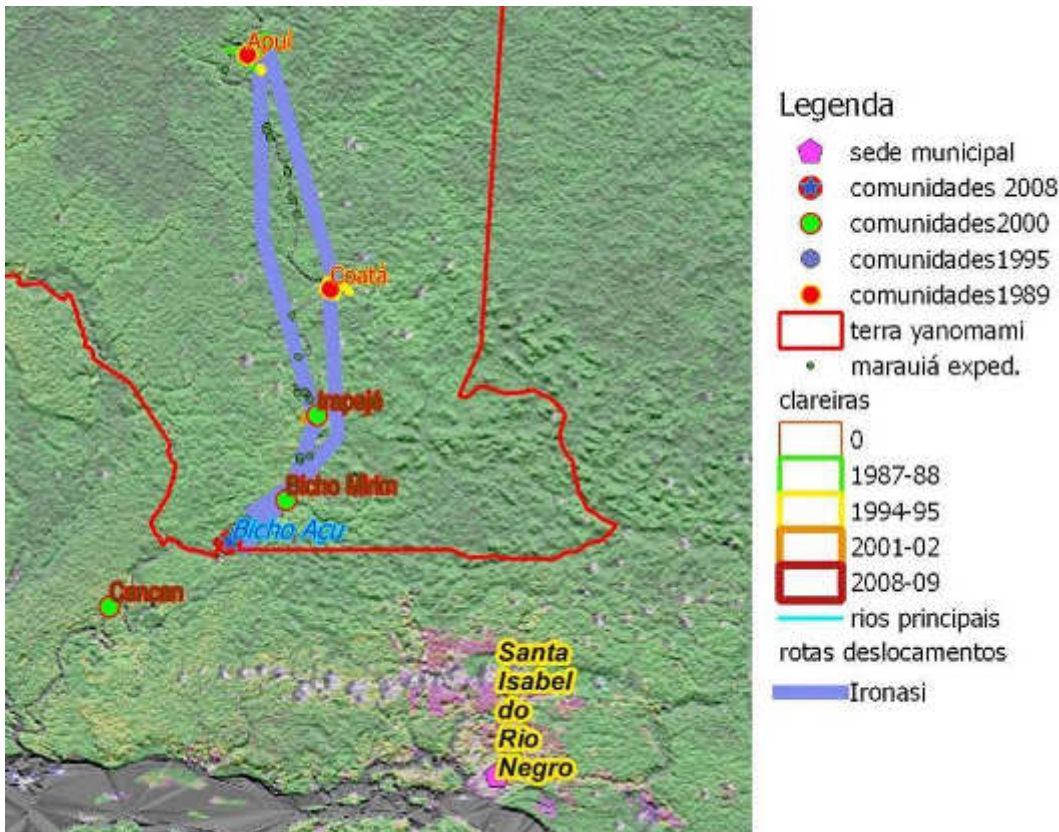 Apuí
Coatá
Irapajé
Bicho Mirim
Bicho Açu
Cancan
Santa
Isabel
do
Rio
Negro
Legenda
sede municipal
comunidades 2008
comunidades2000
comunidades1995
comunidades1989
terra yanomami
marauiá exped.
clareiras
0
1987-88
1994-95
2001-02
2008-09
rios principais
rotas deslocamentos
Ironasi